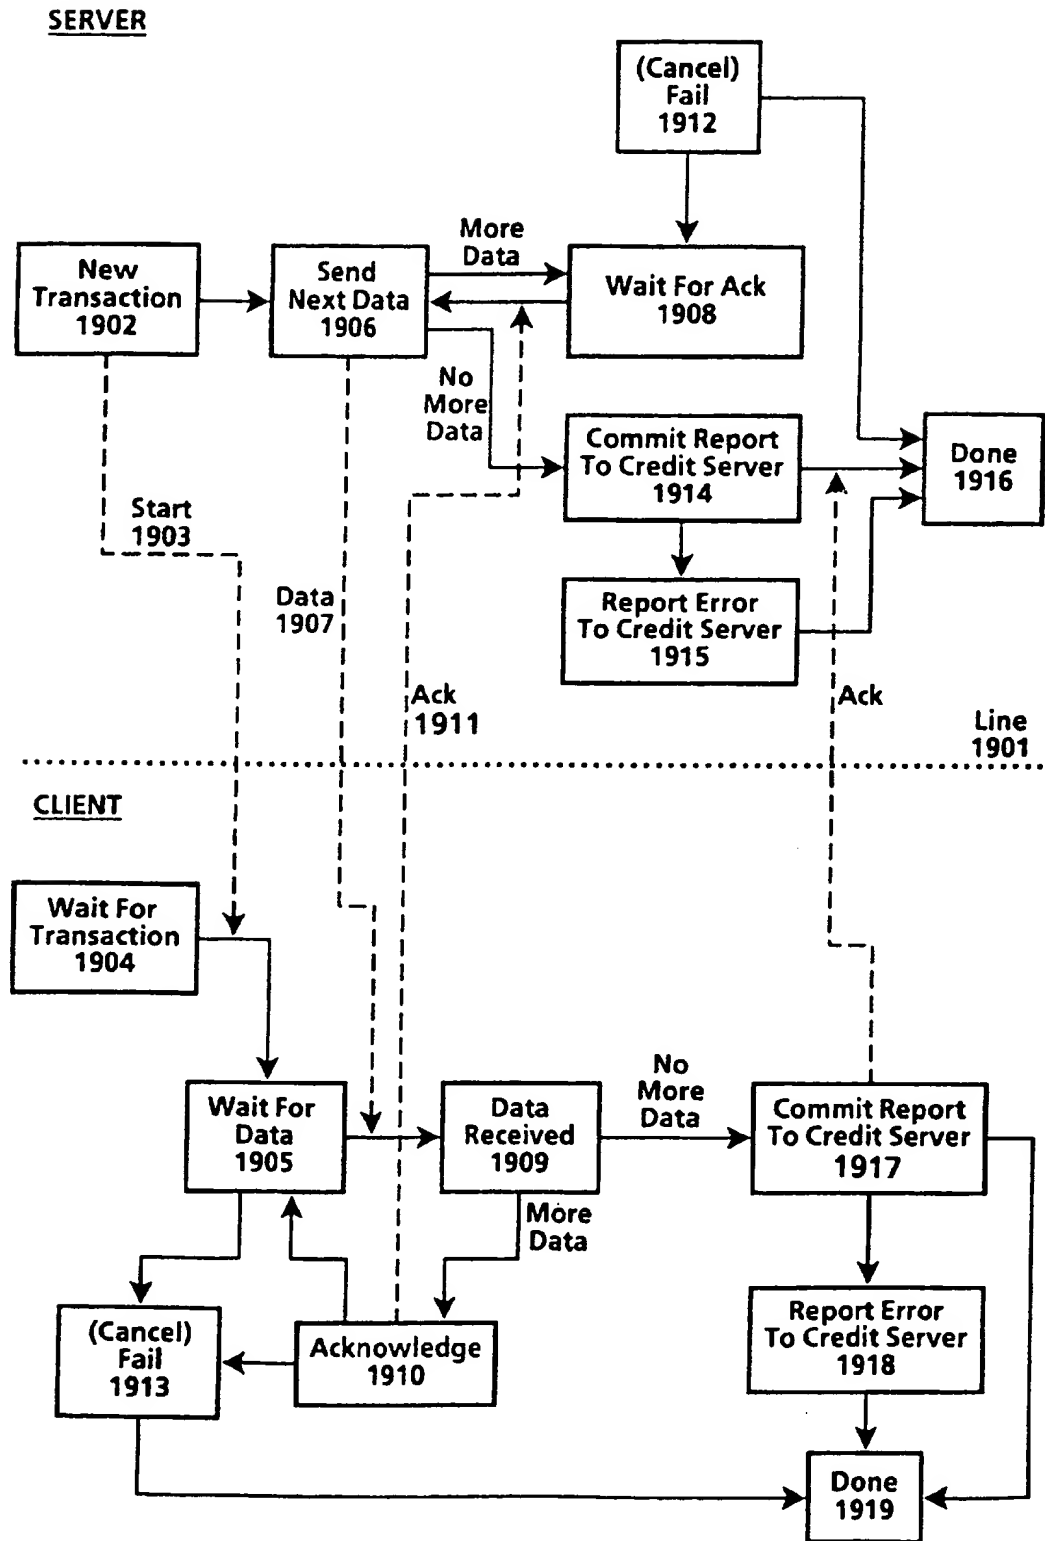 SERVER
(Cancel)
Fail
1912
More
Data
New
Transaction
1902
Send
Next Data
1906
Wait For Ack
1908
No
More
Data
Commit Report
To Credit Server
1914
Done
1916
Start
1903
Data
1907
Report Error
To Credit Server
1915
Ack
1911
Ack
Line
1901
CLIENT
Wait For
Transaction
1904
Wait For
Data
1905
Data
Received
1909
No
More
Data
Commit Report
To Credit Server
1917
More
Data
(Cancel)
Fail
1913
Acknowledge
1910
Report Error
To Credit Server
1918
Done
1919